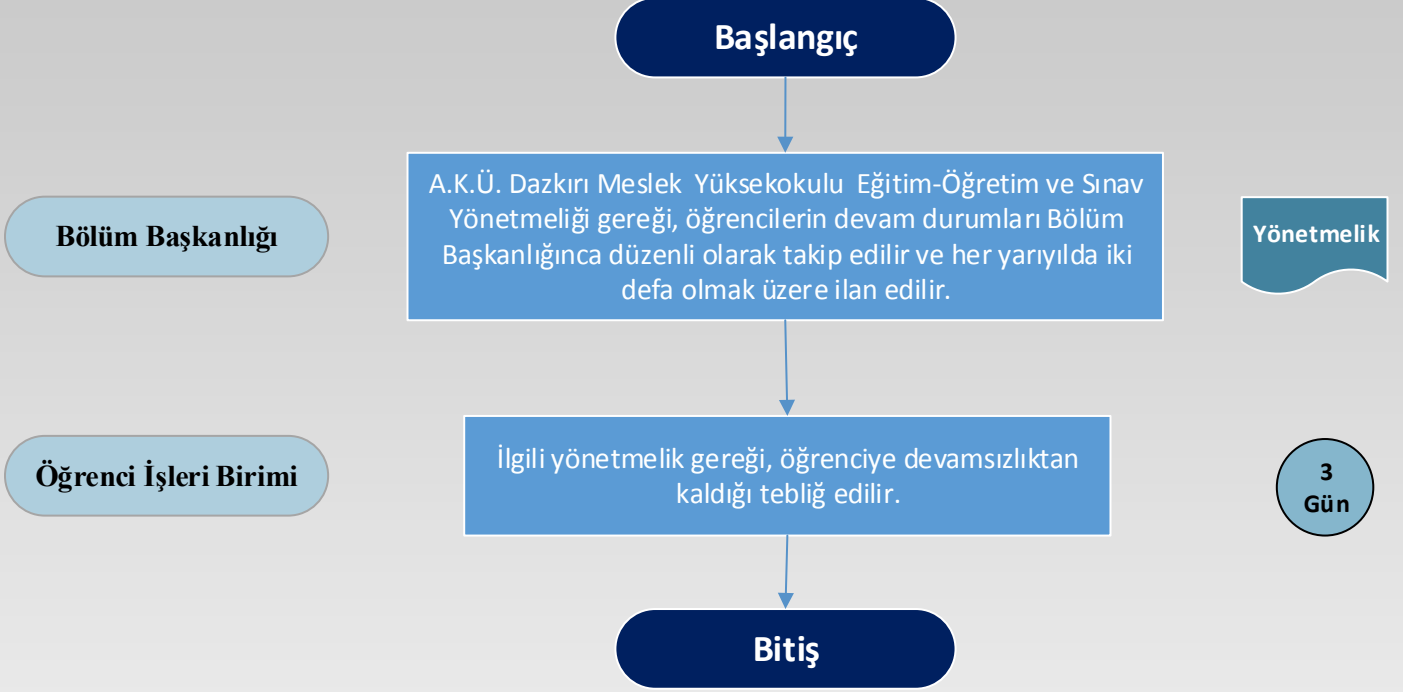 Başlangıç
Bölüm Başkanlığı
A.K.Ü. Dazkırı Meslek Yüksekokulu Eğitim-Öğretim ve Sınav
Yönetmeliği gereği, öğrencilerin devam durumları Bölüm
Başkanlığınca düzenli olarak takip edilir ve her yarıyılda iki
defa olmak üzere ilan edilir.
Yönetmelik
Öğrenci İşleri Birimi
İlgili yönetmelik gereği, öğrenciye devamsızlıktan
kaldığı tebliğ edilir.
3
Gün
Bitiş